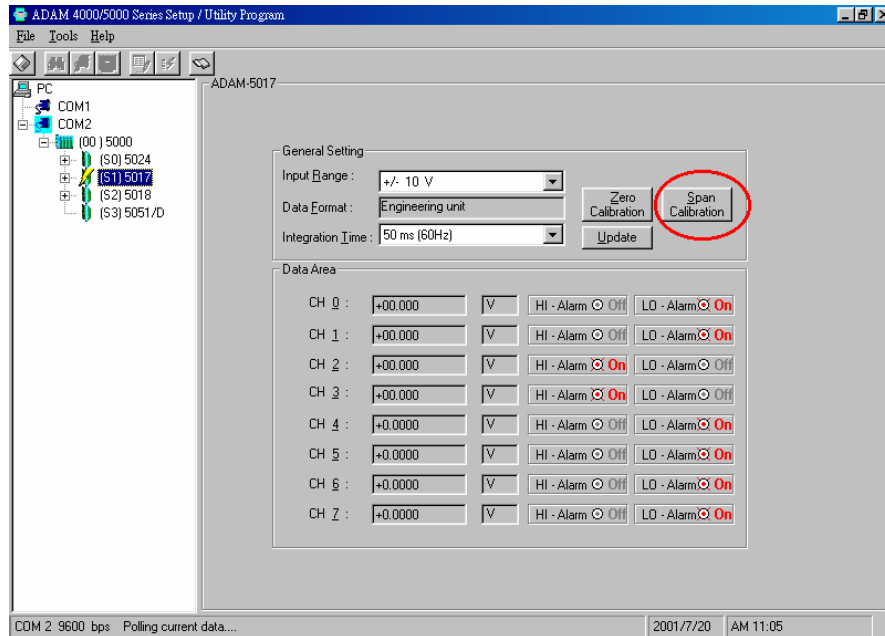 ADAM 4000/5000 Series Setup / Utility Program
File Tools Help
PC
COM1
COM2
(00 ) 5000
(S0) 5024
(S1) 5017
(S2) 5018
(S3) 5051/D
ADAM-5017
General Setting
Input Range : +/- 10 V
Zero Calibration
Span Calibration
Data Format : Engineering unit
Integration Time : 50 ms (60Hz)
Update
Data Area
CH 0 : +00.000 V HI - Alarm Off LO - Alarm On
CH 1 : +00.000 V HI - Alarm Off LO - Alarm On
CH 2 : +00.000 V HI - Alarm On LO - Alarm Off
CH 3 : +00.000 V HI - Alarm On LO - Alarm Off
CH 4 : +0.0000 V HI - Alarm Off LO - Alarm On
CH 5 : +0.0000 V HI - Alarm Off LO - Alarm On
CH 6 : +0.0000 V HI - Alarm Off LO - Alarm On
CH 7 : +0.0000 V HI - Alarm Off LO - Alarm On
COM 2 9600 bps Polling current data.... 2001/7/20 AM 11:05